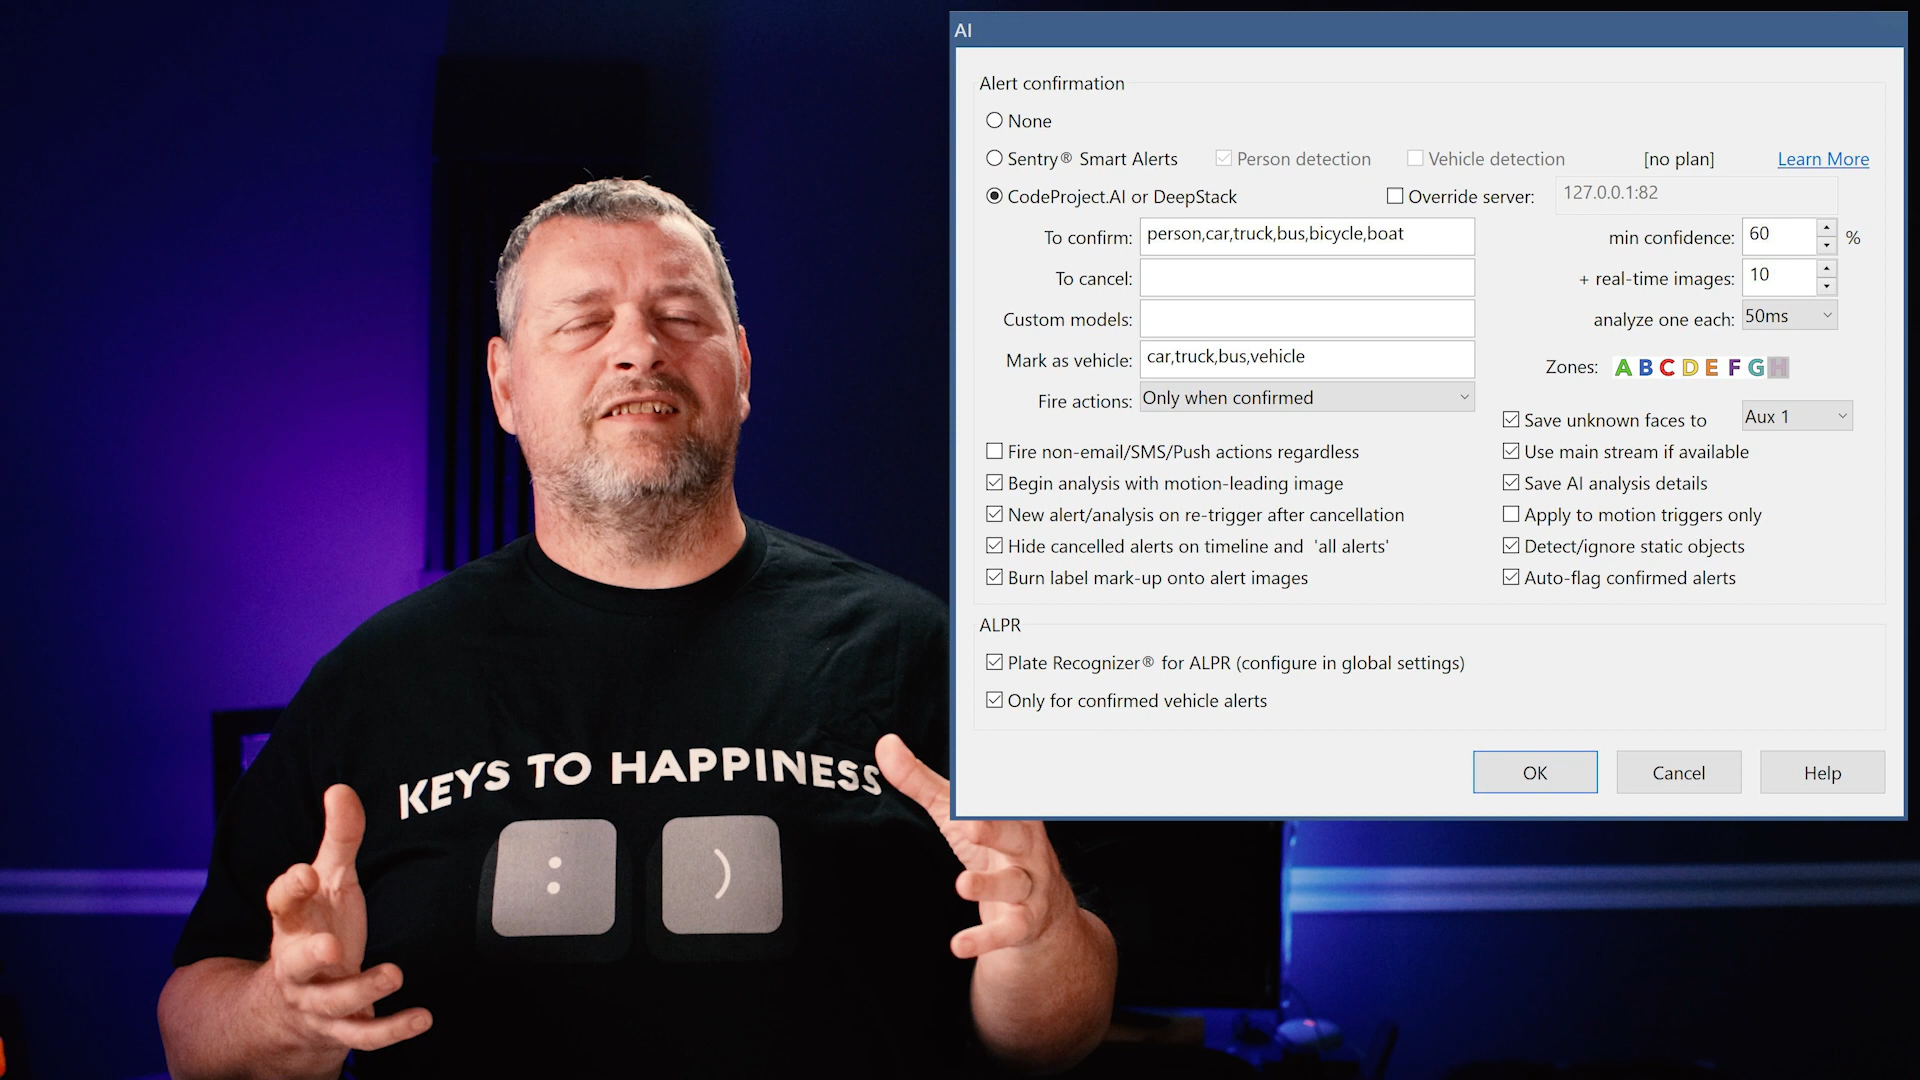 AI
Alert confirmation
None
Sentry® Smart Alerts Person detection Vehicle detection [no plan] Learn More
CodeProject.AI or DeepStack Override server: 127.0.0.1:82
To confirm: person,car,truck,bus,bicycle,boat min confidence: 60 %
To cancel: + real-time images: 10
Custom models: analyze one each: 50ms
Mark as vehicle: car,truck,bus,vehicle Zones: A B C D E F G H
Fire actions: Only when confirmed
Save unknown faces to Aux 1
Fire non-email/SMS/Push actions regardless Use main stream if available
Begin analysis with motion-leading image Save AI analysis details
New alert/analysis on re-trigger after cancellation Apply to motion triggers only
Hide cancelled alerts on timeline and 'all alerts' Detect/ignore static objects
Burn label mark-up onto alert images Auto-flag confirmed alerts
ALPR
Plate Recognizer® for ALPR (configure in global settings)
Only for confirmed vehicle alerts
OK Cancel Help
KEYS TO HAPPINESS
: )